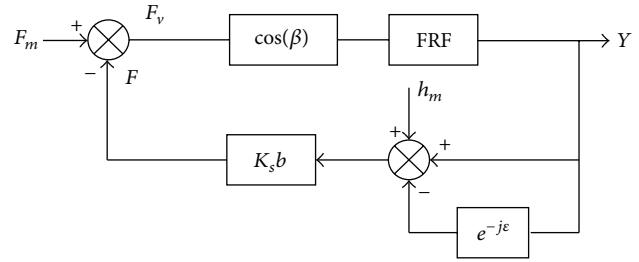 F_m + F_v cos(β) FRF Y
− F
h_m
+ +
K_s b
−
e^{−jε}